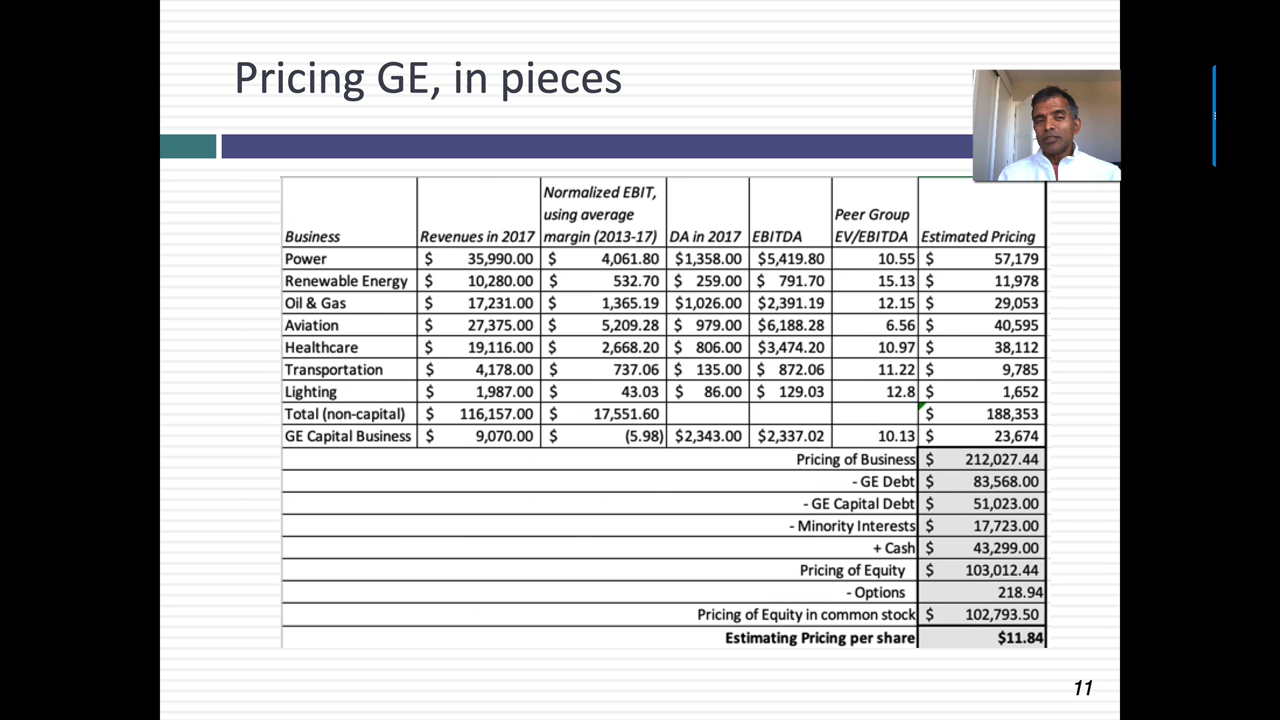 Pricing GE, in pieces
Business Revenues in 2017 Normalized EBIT, using average margin (2013-17) DA in 2017 EBITDA Peer Group EV/EBITDA Estimated Pricing
Power $ 35,990.00 $ 4,061.80 $1,358.00 $5,419.80 10.55 $ 57,179
Renewable Energy $ 10,280.00 $ 532.70 $ 259.00 $ 791.70 15.13 $ 11,978
Oil & Gas $ 17,231.00 $ 1,365.19 $1,026.00 $2,391.19 12.15 $ 29,053
Aviation $ 27,375.00 $ 5,209.28 $ 979.00 $6,188.28 6.56 $ 40,595
Healthcare $ 19,116.00 $ 2,668.20 $ 806.00 $3,474.20 10.97 $ 38,112
Transportation $ 4,178.00 $ 737.06 $ 135.00 $ 872.06 11.22 $ 9,785
Lighting $ 1,987.00 $ 43.03 $ 86.00 $ 129.03 12.8 $ 1,652
Total (non-capital) $ 116,157.00 $ 17,551.60 $ 188,353
GE Capital Business $ 9,070.00 $ (5.98) $2,343.00 $2,337.02 10.13 $ 23,674
Pricing of Business $ 212,027.44
- GE Debt $ 83,568.00
- GE Capital Debt $ 51,023.00
- Minority Interests $ 17,723.00
+ Cash $ 43,299.00
Pricing of Equity $ 103,012.44
- Options 218.94
Pricing of Equity in common stock $ 102,793.50
Estimating Pricing per share $11.84
11